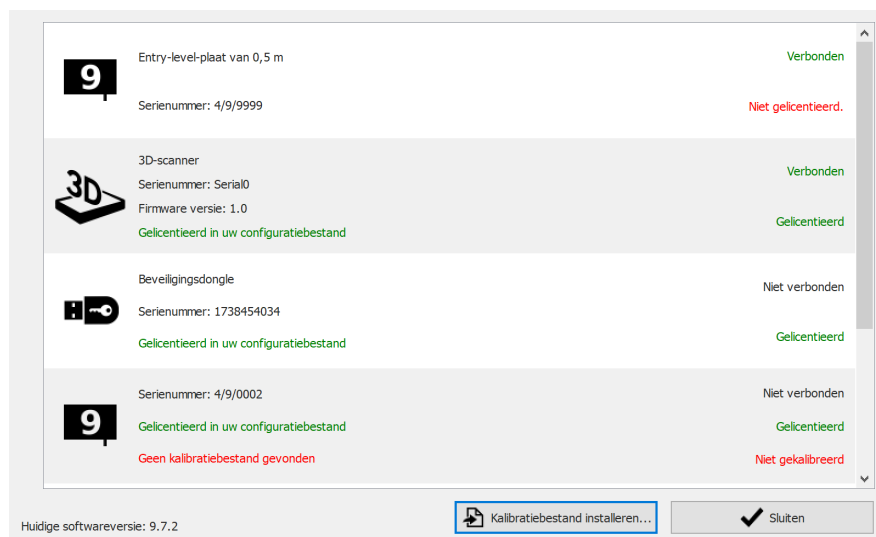 9
Entry-level-plaat van 0,5 m
Verbonden
Serienummer: 4/9/9999
Niet gelicentieerd.
3D
3D-scanner
Serienummer: Serial0
Verbonden
Firmware versie: 1.0
Gelicentieerd in uw configuratiebestand
Gelicentieerd
Beveiligingsdongle
Niet verbonden
Serienummer: 1738454034
Gelicentieerd in uw configuratiebestand
Gelicentieerd
9
Serienummer: 4/9/0002
Niet verbonden
Gelicentieerd in uw configuratiebestand
Gelicentieerd
Geen kalibratiebestand gevonden
Niet gekalibreerd
Huidige softwareversie: 9.7.2
Kalibratiebestand installeren...
Sluiten